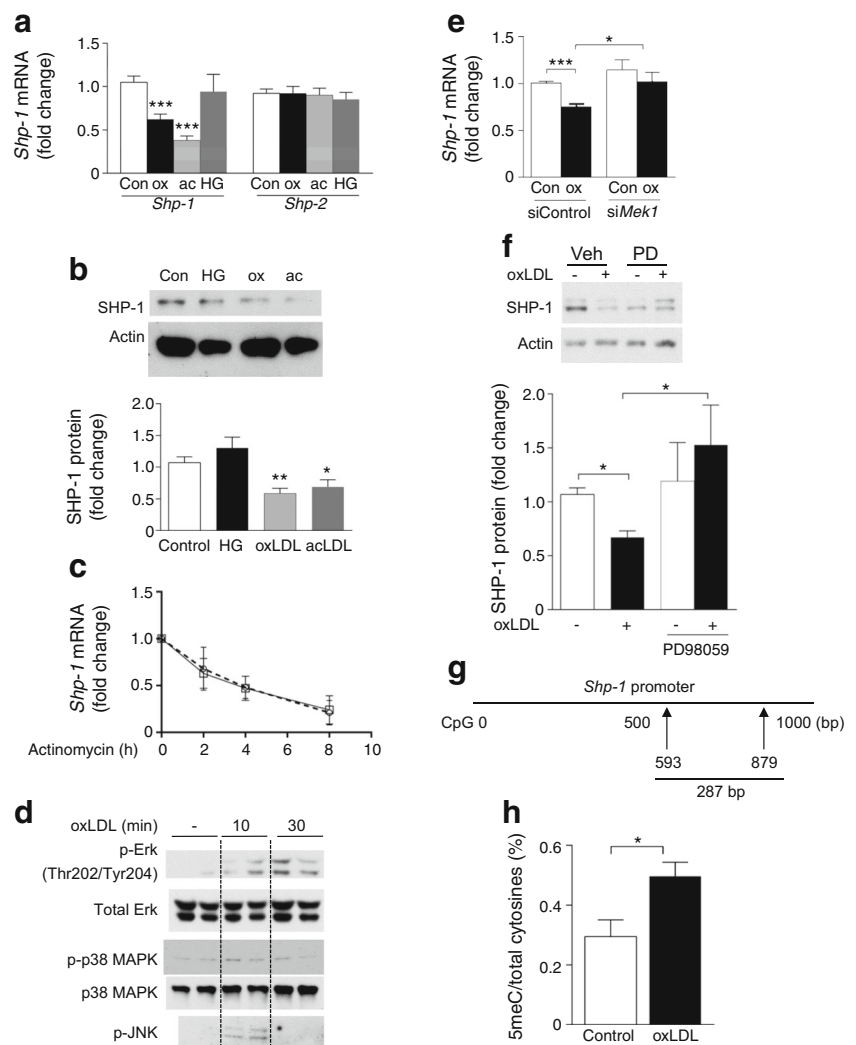 a
Shp-1 mRNA
(fold change)
1.5
1.0
0.5
0
***
***
Con ox ac HG Con ox ac HG
Shp-1 Shp-2
b
Con HG ox ac
SHP-1
Actin
SHP-1 protein
(fold change)
2.0
1.5
1.0
0.5
0
**
*
Control HG oxLDL acLDL
c
Shp-1 mRNA
(fold change)
1.5
1.0
0.5
0
Actinomycin (h) 0 2 4 6 8 10
d
oxLDL (min) - 10 30
p-Erk
(Thr202/Tyr204)
Total Erk
p-p38 MAPK
p38 MAPK
p-JNK
e
Shp-1 mRNA
(fold change)
1.5
1.0
0.5
0
***
*
Con ox Con ox
siControl siMek1
f
Veh PD
oxLDL - + - +
SHP-1
Actin
SHP-1 protein (fold change)
2.0
1.5
1.0
0.5
0
*
*
oxLDL - + - +
PD98059
g
Shp-1 promoter
CpG 0 500 1000 (bp)
593 879
287 bp
h
5meC/total cytosines (%)
0.6
0.4
0.2
0
*
Control oxLDL